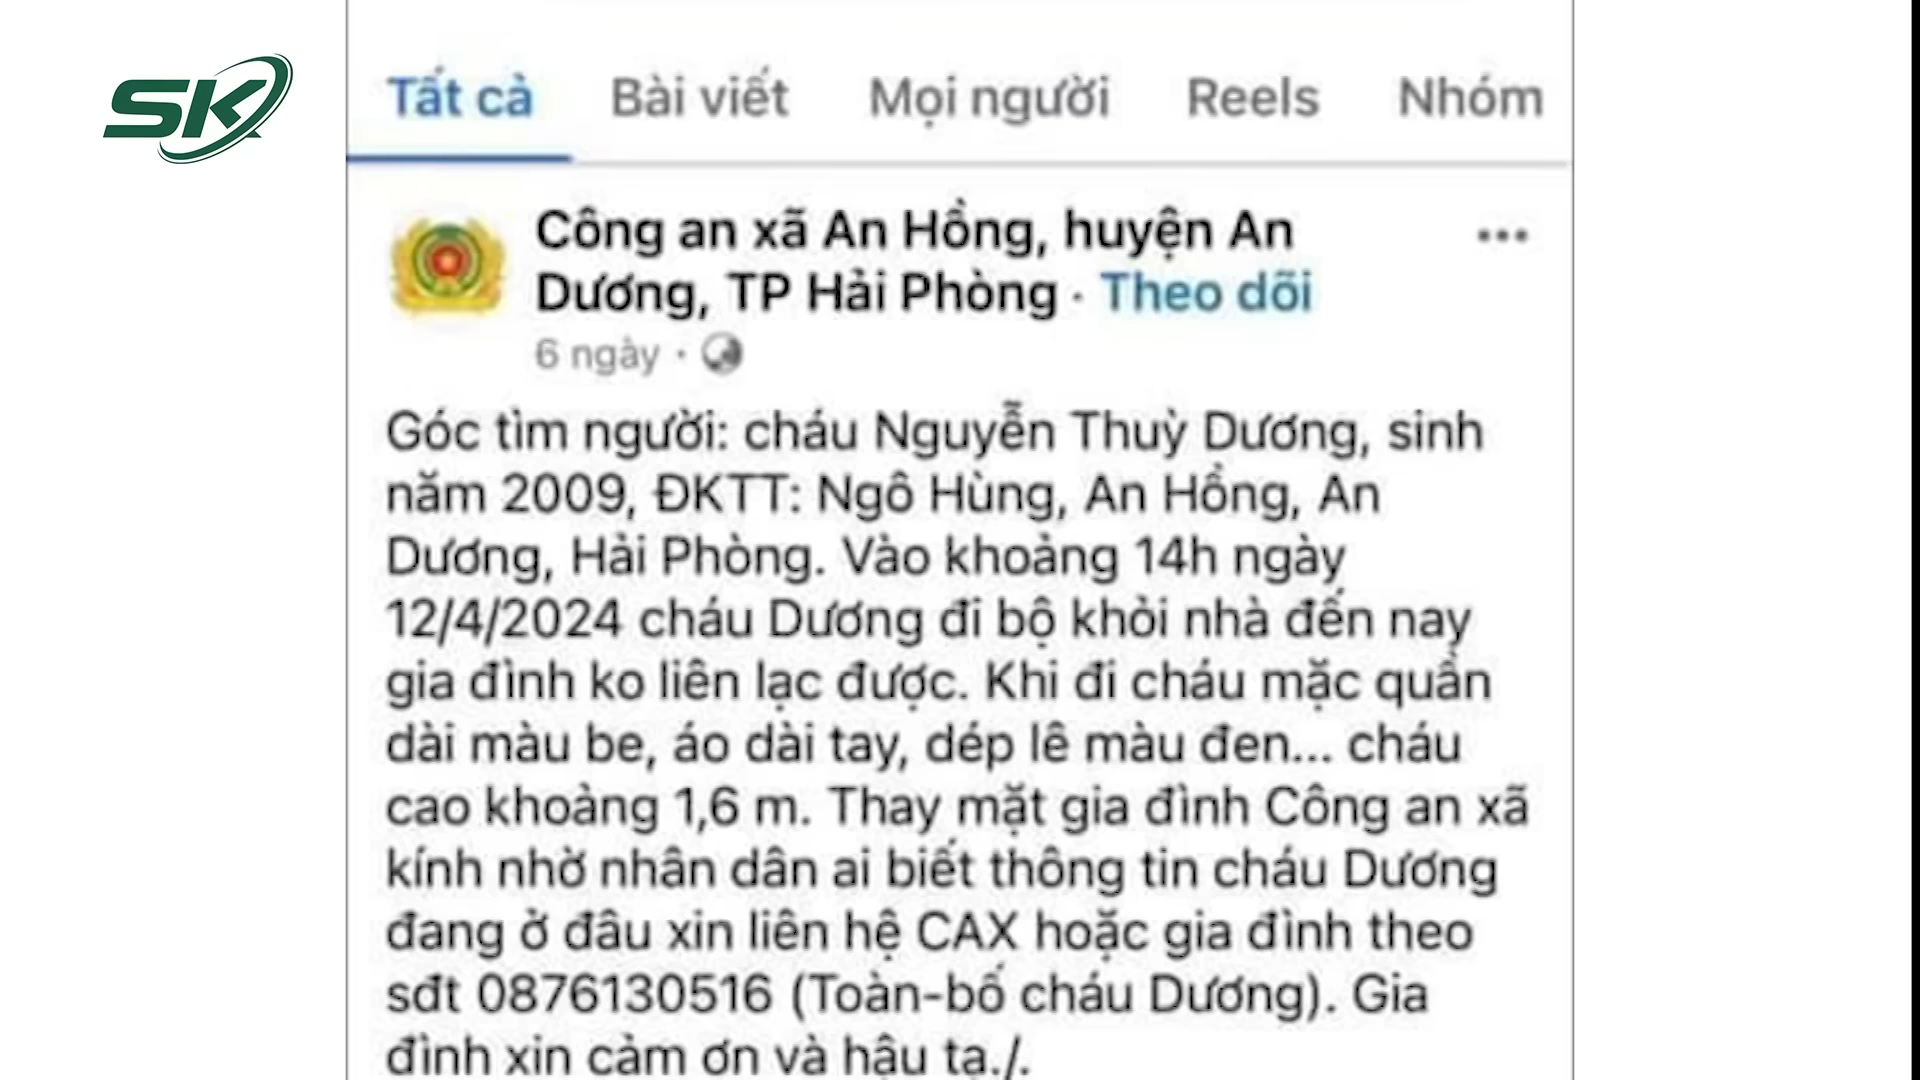 SK
Tất cả
Bài viết
Mọi người
Reels
Nhóm
Công an xã An Hồng, huyện An
Dương, TP Hải Phòng · Theo dõi
6 ngày ·
Góc tìm người: cháu Nguyễn Thuỳ Dương, sinh
năm 2009, ĐKTT: Ngô Hùng, An Hồng, An
Dương, Hải Phòng. Vào khoảng 14h ngày
12/4/2024 cháu Dương đi bộ khỏi nhà đến nay
gia đình ko liên lạc được. Khi đi cháu mặc quần
dài màu be, áo dài tay, dép lê màu đen... cháu
cao khoảng 1,6 m. Thay mặt gia đình Công an xã
kính nhờ nhân dân ai biết thông tin cháu Dương
đang ở đâu xin liên hệ CAX hoặc gia đình theo
sđt 0876130516 (Toàn-bố cháu Dương). Gia
đình xin cảm ơn và hậu tạ./.